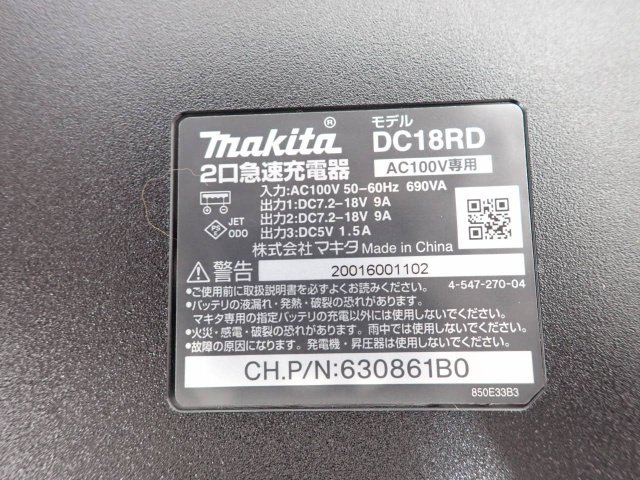 makita® モデル DC18RD
2口急速充電器 AC100V専用
入力:AC100V 50-60Hz 690VA
出力1:DC7.2-18V 9A
出力2:DC7.2-18V 9A
出力3:DC5V 1.5A
PS E JET ODO
株式会社マキタ Made in China
警告 20016001102
4-547-270-04
•ご使用前に取扱説明書を必ずよくお読みください。
•バッテリの液漏れ・発熱・破裂の恐れがあります。
マキタ専用の指定バッテリの充電以外には使用しないでください。
•火災・感電・破裂の恐れがあります。雨中では使用しないでください。
•故障の原因になります。発電機・昇圧器は使用しないでください。
CH.P/N:630861B0
850E33B3